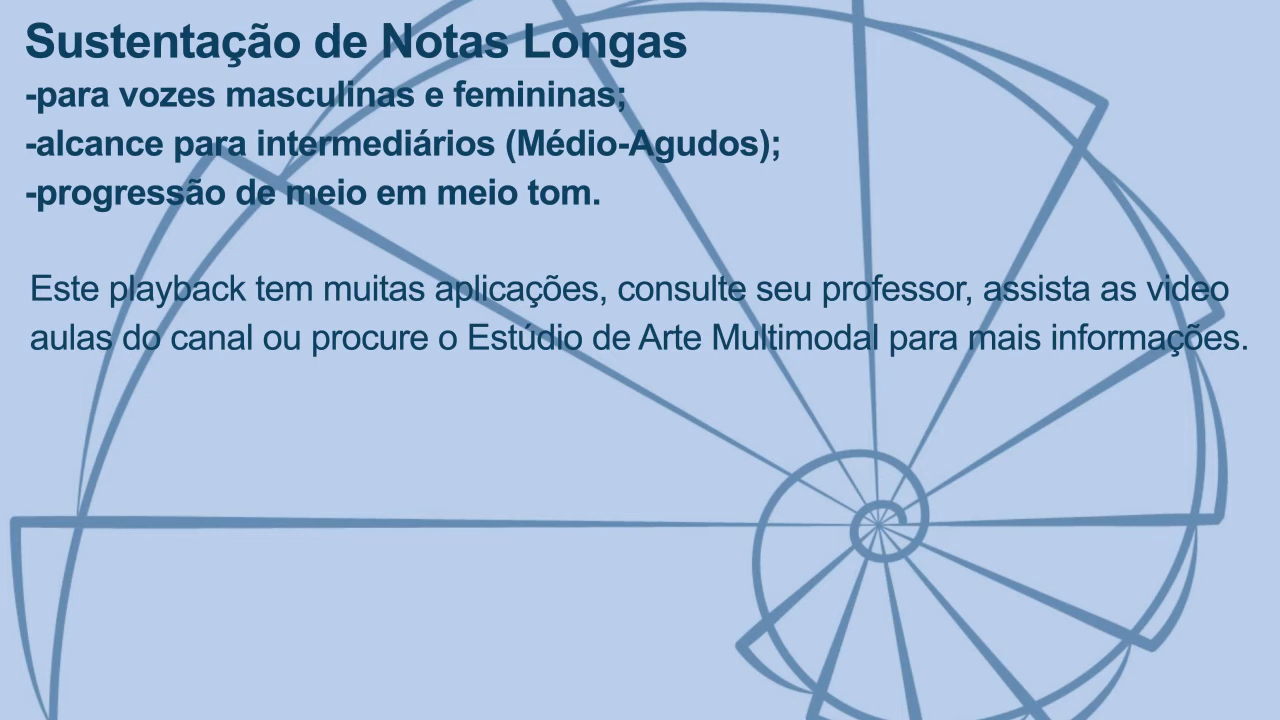 Sustentação de Notas Longas
-para vozes masculinas e femininas;
-alcance para intermediários (Médio-Agudos);
-progressão de meio em meio tom.
Este playback tem muitas aplicações, consulte seu professor, assista as video
aulas do canal ou procure o Estúdio de Arte Multimodal para mais informações.